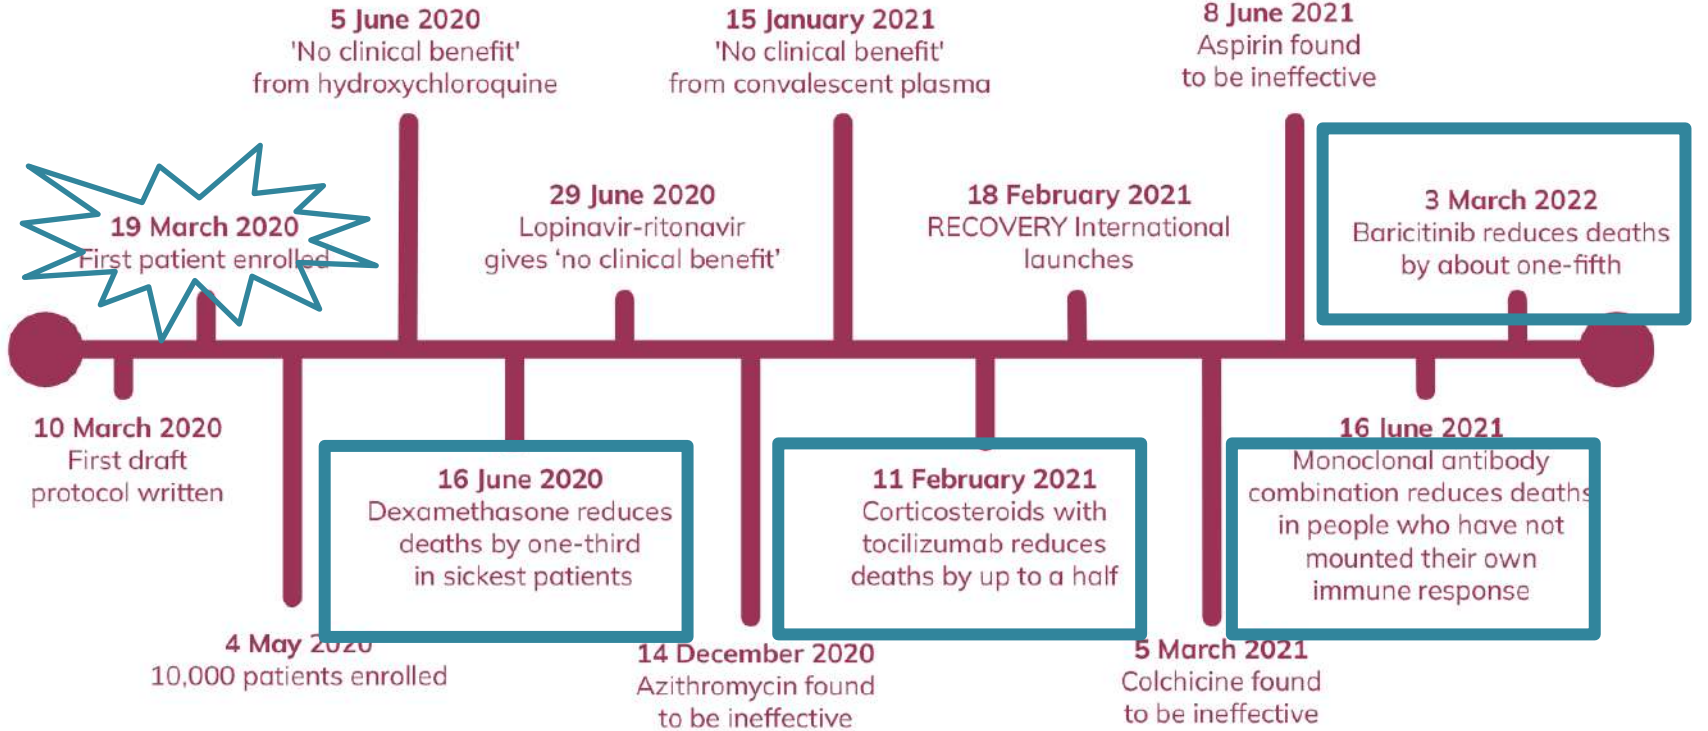 5 June 2020
'No clinical benefit'
from hydroxychloroquine
15 January 2021
'No clinical benefit'
from convalescent plasma
8 June 2021
Aspirin found
to be ineffective
19 March 2020
First patient enrolled
29 June 2020
Lopinavir-ritonavir
gives ‘no clinical benefit’
18 February 2021
RECOVERY International
launches
3 March 2022
Baricitinib reduces deaths
by about one-fifth
10 March 2020
First draft
protocol written
16 June 2020
Dexamethasone reduces
deaths by one-third
in sickest patients
11 February 2021
Corticosteroids with
tocilizumab reduces
deaths by up to a half
16 June 2021
Monoclonal antibody
combination reduces deaths
in people who have not
mounted their own
immune response
4 May 2020
10,000 patients enrolled
14 December 2020
Azithromycin found
to be ineffective
5 March 2021
Colchicine found
to be ineffective